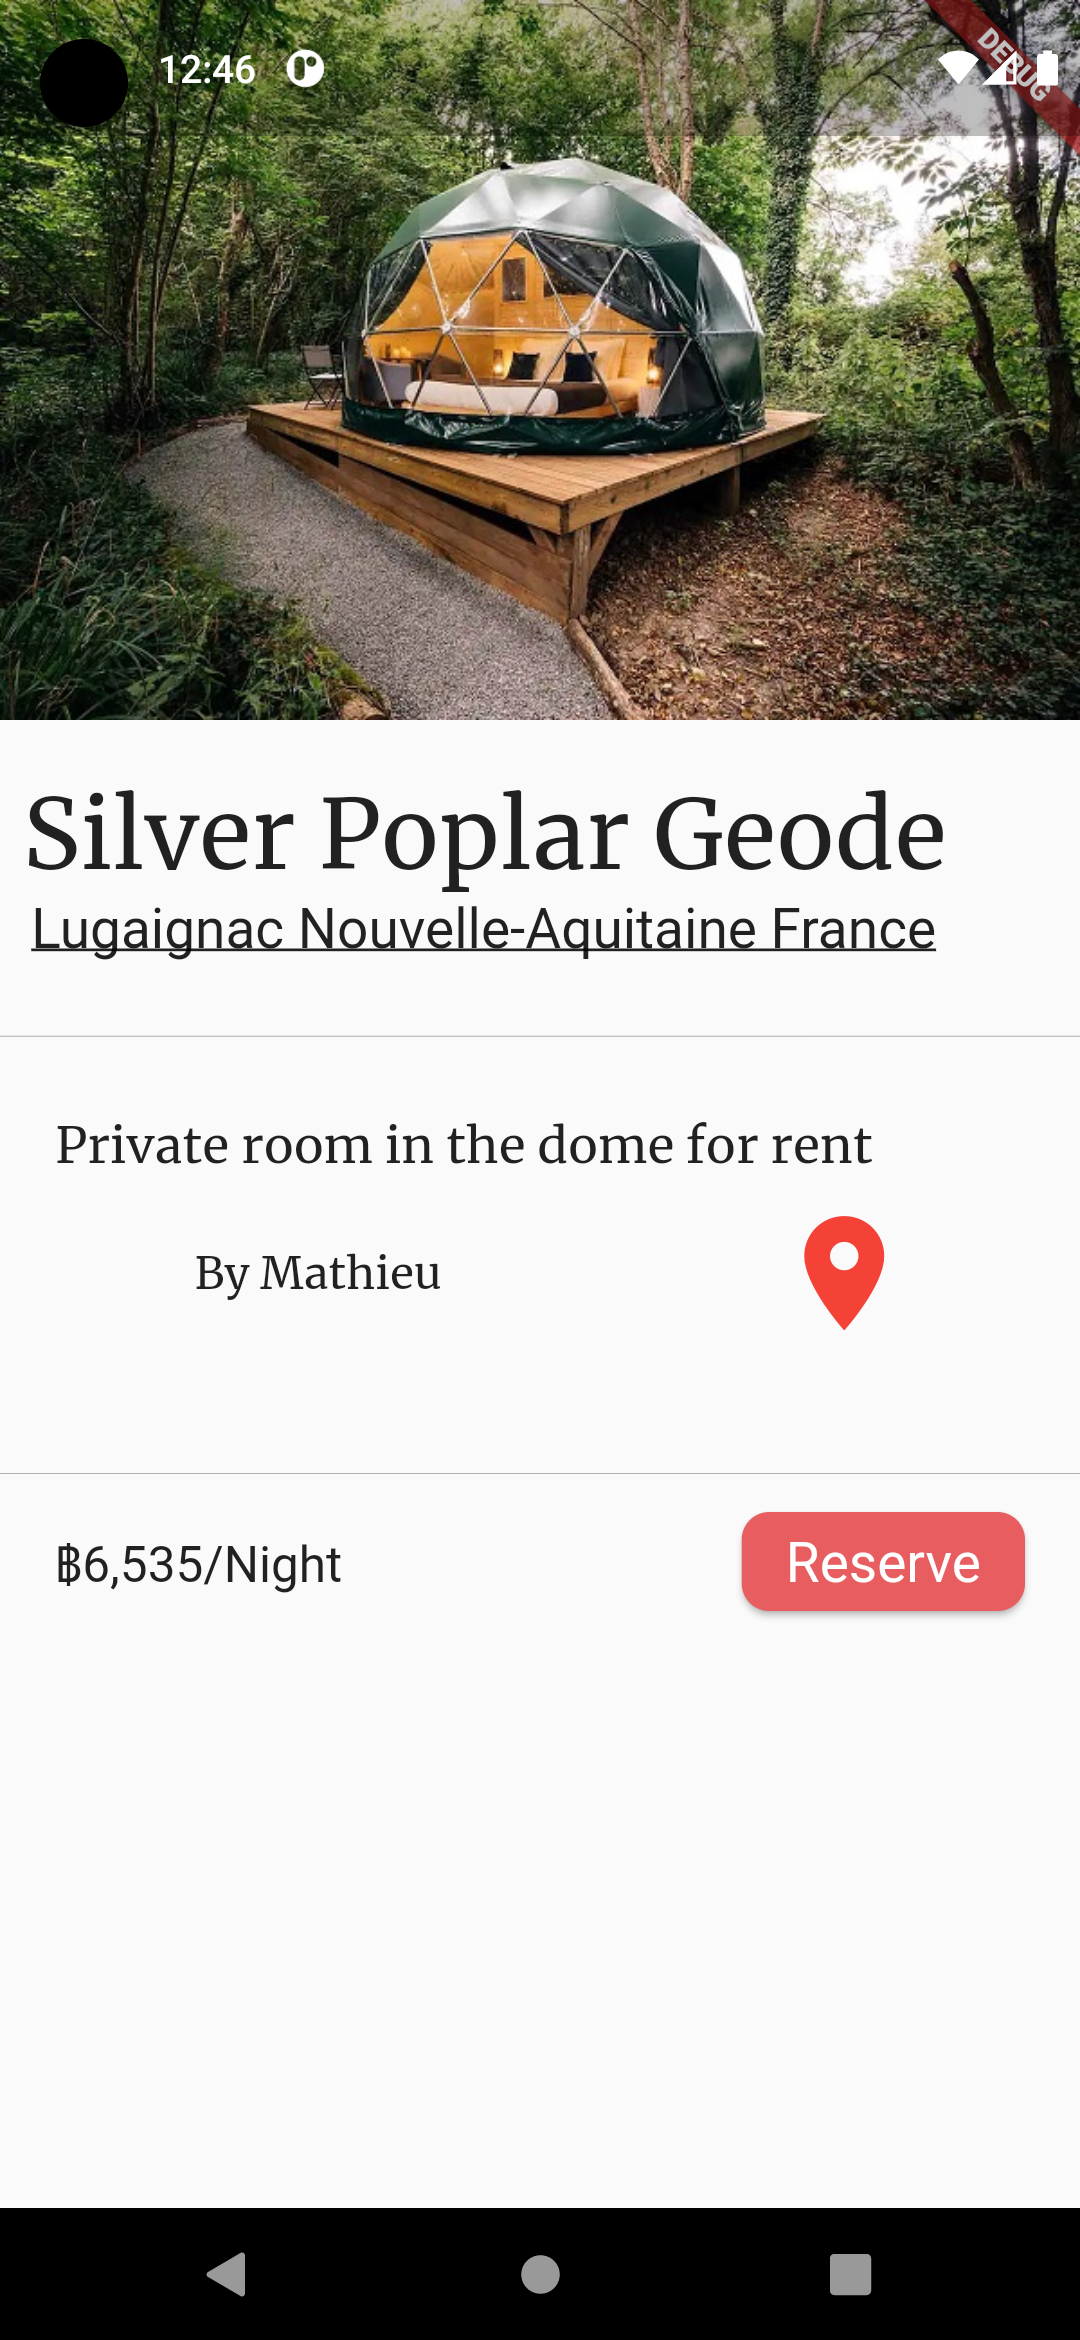 12:46
DEBUG
Silver Poplar Geode
Lugaignac Nouvelle-Aquitaine France
Private room in the dome for rent
By Mathieu
฿6,535/Night
Reserve